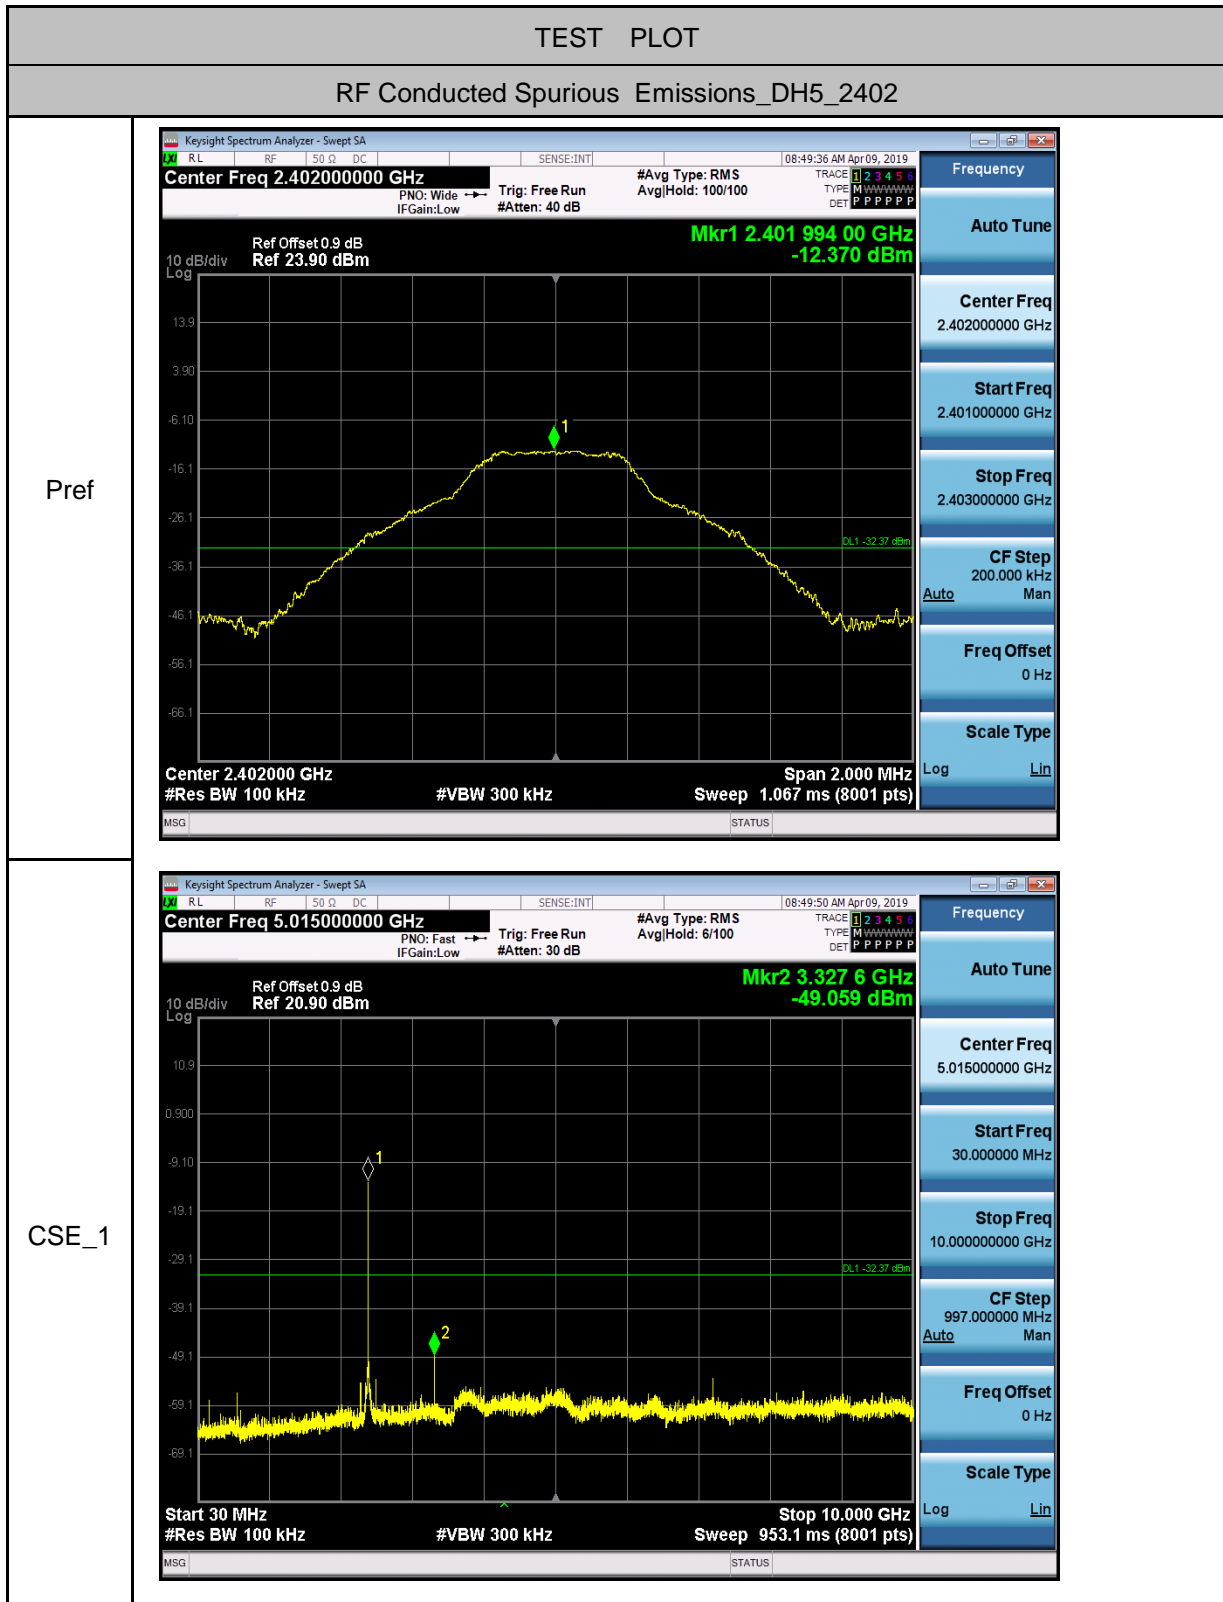 TEST PLOT
RF Conducted Spurious Emissions_DH5_2402
Pref
Keysight Spectrum Analyzer - Swept SA
LXI RL RF 50 Ω DC SENSE:INT 08:49:36 AM Apr 09, 2019
Center Freq 2.402000000 GHz
PNO: Wide
IFGain:Low
Trig: Free Run
#Atten: 40 dB
#Avg Type: RMS
Avg|Hold: 100/100
TRACE 1 2 3 4 5 6
TYPE M WWWWW
DET P P P P P P
Mkr1 2.401 994 00 GHz
-12.370 dBm
Ref Offset 0.9 dB
10 dB/div Ref 23.90 dBm
Log
13.9
3.90
-6.10
-16.1
-26.1
-36.1
-46.1
-56.1
-66.1
1
DL1 -32.37 dBm
Center 2.402000 GHz Span 2.000 MHz
#Res BW 100 kHz #VBW 300 kHz Sweep 1.067 ms (8001 pts)
MSG STATUS
Frequency
Auto Tune
Center Freq
2.402000000 GHz
Start Freq
2.401000000 GHz
Stop Freq
2.403000000 GHz
CF Step
200.000 kHz
Auto Man
Freq Offset
0 Hz
Scale Type
Log Lin
CSE_1
Keysight Spectrum Analyzer - Swept SA
LXI RL RF 50 Ω DC SENSE:INT 08:49:50 AM Apr 09, 2019
Center Freq 5.015000000 GHz
PNO: Fast
IFGain:Low
Trig: Free Run
#Atten: 30 dB
#Avg Type: RMS
Avg|Hold: 6/100
TRACE 1 2 3 4 5 6
TYPE M WWWWW
DET P P P P P P
Mkr2 3.327 6 GHz
-49.059 dBm
Ref Offset 0.9 dB
10 dB/div Ref 20.90 dBm
Log
10.9
0.900
-9.10
-19.1
-29.1
-39.1
-49.1
-59.1
-69.1
1
2
DL1 -32.37 dBm
Start 30 MHz Stop 10.000 GHz
#Res BW 100 kHz #VBW 300 kHz Sweep 953.1 ms (8001 pts)
MSG STATUS
Frequency
Auto Tune
Center Freq
5.015000000 GHz
Start Freq
30.000000 MHz
Stop Freq
10.000000000 GHz
CF Step
997.000000 MHz
Auto Man
Freq Offset
0 Hz
Scale Type
Log Lin